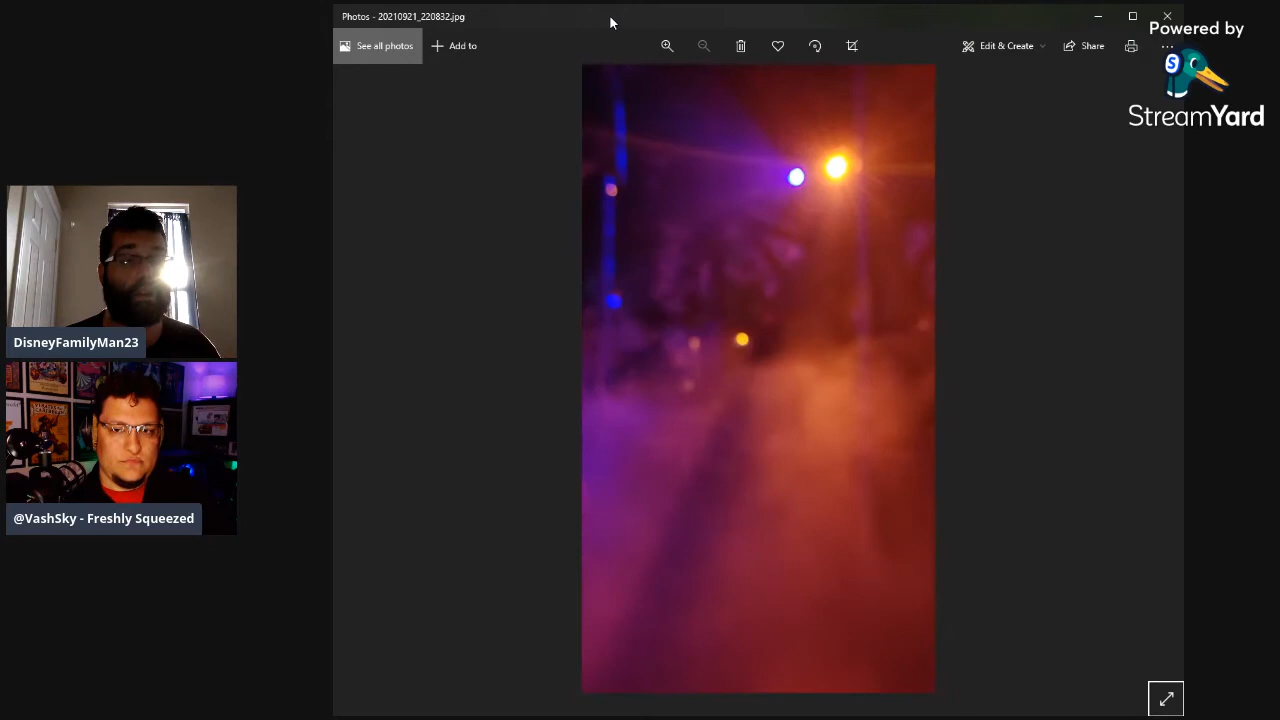 Photos - 20210921_220832.jpg
See all photos
Add to
Edit & Create
Share
Powered by
StreamYard
S
DisneyFamilyMan23
@VashSky - Freshly Squeezed